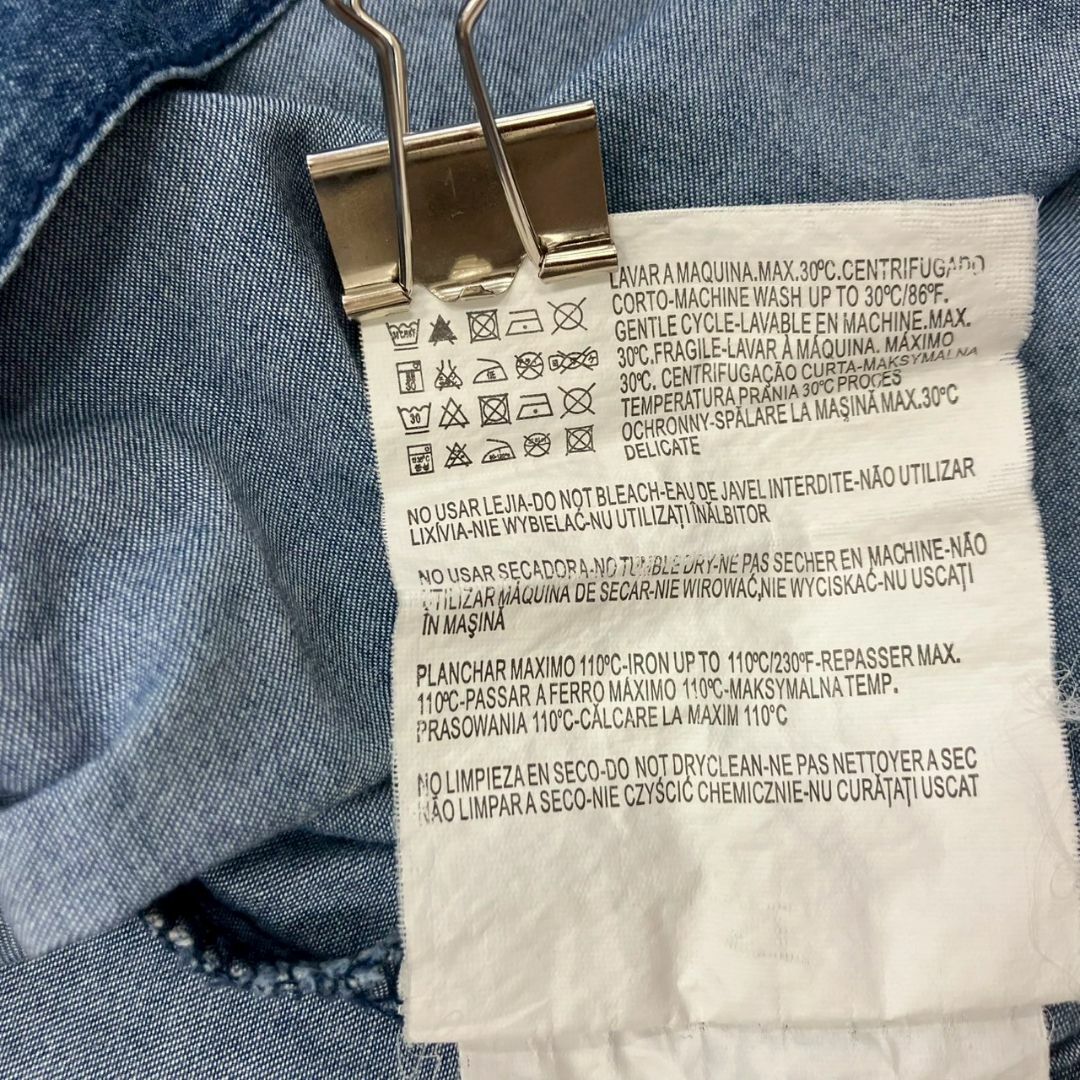 LAVAR A MAQUINA.MAX.30ºC.CENTRIFUGADO
CORTO-MACHINE WASH UP TO 30ºC/86ºF.
GENTLE CYCLE-LAVABLE EN MACHINE.MAX.
30ºC.FRAGILE-LAVAR À MÁQUINA. MÁXIMO
30ºC. CENTRIFUGAÇÃO CURTA-MAKSYMALNA
TEMPERATURA PRANIA 30ºC PROCES
OCHRONNY-SPĂLARE LA MAŞINĂ MAX.30ºC
DELICATE
30
NO USAR LEJIA-DO NOT BLEACH-EAU DE JAVEL INTERDITE-NÃO UTILIZAR
LIXÍVIA-NIE WYBIELAĆ-NU UTILIZAŢI ÎNĂLBITOR
NO USAR SECADORA-NO TUMBLE DRY-NE PAS SECHER EN MACHINE-NÃO
UTILIZAR MÁQUINA DE SECAR-NIE WIROWAĆ,NIE WYCISKAĆ-NU USCAŢI
ÎN MAŞINĂ
PLANCHAR MAXIMO 110ºC-IRON UP TO 110ºC/230ºF-REPASSER MAX.
110ºC-PASSAR A FERRO MÁXIMO 110ºC-MAKSYMALNA TEMP.
PRASOWANIA 110ºC-CĂLCARE LA MAXIM 110ºC
NO LIMPIEZA EN SECO-DO NOT DRYCLEAN-NE PAS NETTOYER A SEC
NÃO LIMPAR A SECO-NIE CZYŚCIĆ CHEMICZNIE-NU CURĂŢAŢI USCAT